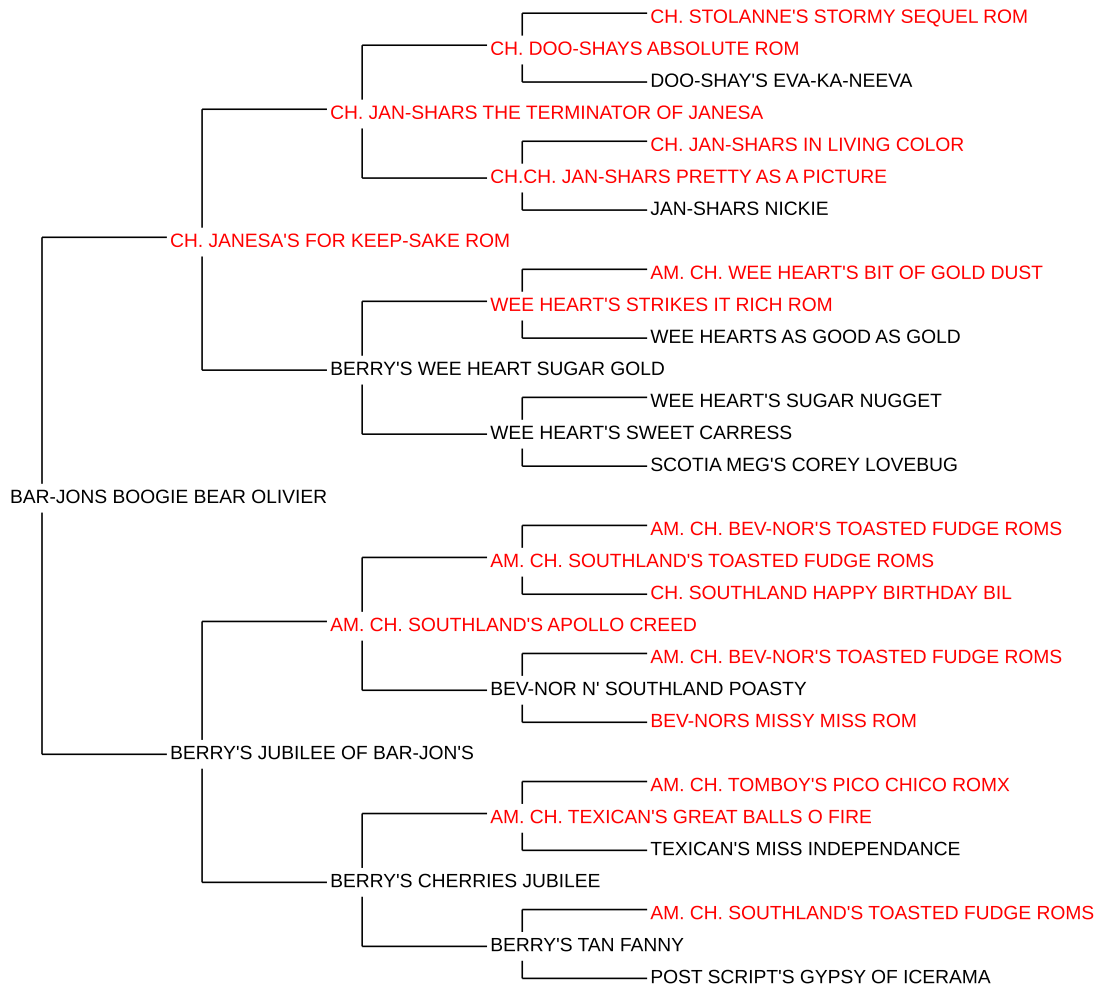 CH. STOLANNE'S STORMY SEQUEL ROM
CH. DOO-SHAYS ABSOLUTE ROM
DOO-SHAY'S EVA-KA-NEEVA
CH. JAN-SHARS THE TERMINATOR OF JANESA
CH. JAN-SHARS IN LIVING COLOR
CH.CH. JAN-SHARS PRETTY AS A PICTURE
JAN-SHARS NICKIE
CH. JANESA'S FOR KEEP-SAKE ROM
AM. CH. WEE HEART'S BIT OF GOLD DUST
WEE HEART'S STRIKES IT RICH ROM
WEE HEARTS AS GOOD AS GOLD
BERRY'S WEE HEART SUGAR GOLD
WEE HEART'S SUGAR NUGGET
WEE HEART'S SWEET CARRESS
SCOTIA MEG'S COREY LOVEBUG
BAR-JONS BOOGIE BEAR OLIVIER
AM. CH. BEV-NOR'S TOASTED FUDGE ROMS
AM. CH. SOUTHLAND'S TOASTED FUDGE ROMS
CH. SOUTHLAND HAPPY BIRTHDAY BIL
AM. CH. SOUTHLAND'S APOLLO CREED
AM. CH. BEV-NOR'S TOASTED FUDGE ROMS
BEV-NOR N' SOUTHLAND POASTY
BEV-NORS MISSY MISS ROM
BERRY'S JUBILEE OF BAR-JON'S
AM. CH. TOMBOY'S PICO CHICO ROMX
AM. CH. TEXICAN'S GREAT BALLS O FIRE
TEXICAN'S MISS INDEPENDANCE
BERRY'S CHERRIES JUBILEE
AM. CH. SOUTHLAND'S TOASTED FUDGE ROMS
BERRY'S TAN FANNY
POST SCRIPT'S GYPSY OF ICERAMA